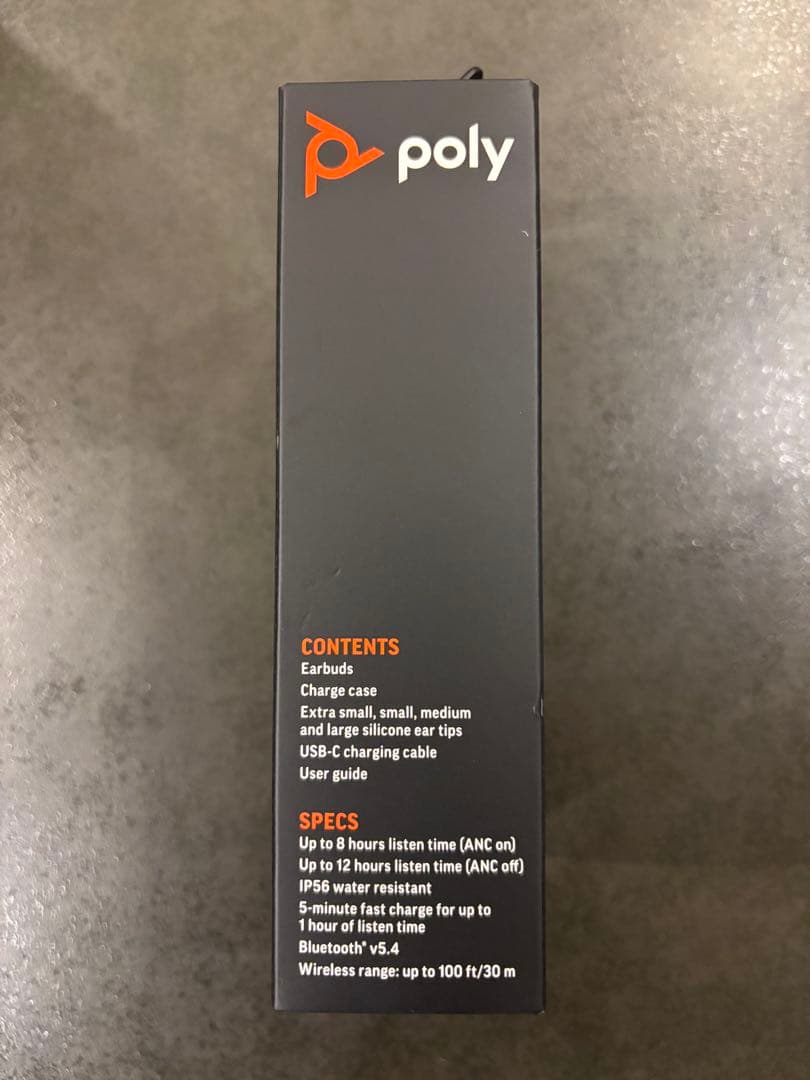 poly
CONTENTS
Earbuds
Charge case
Extra small, small, medium
and large silicone ear tips
USB-C charging cable
User guide
SPECS
Up to 8 hours listen time (ANC on)
Up to 12 hours listen time (ANC off)
IP56 water resistant
5-minute fast charge for up to
1 hour of listen time
Bluetooth® v5.4
Wireless range: up to 100 ft/30 m